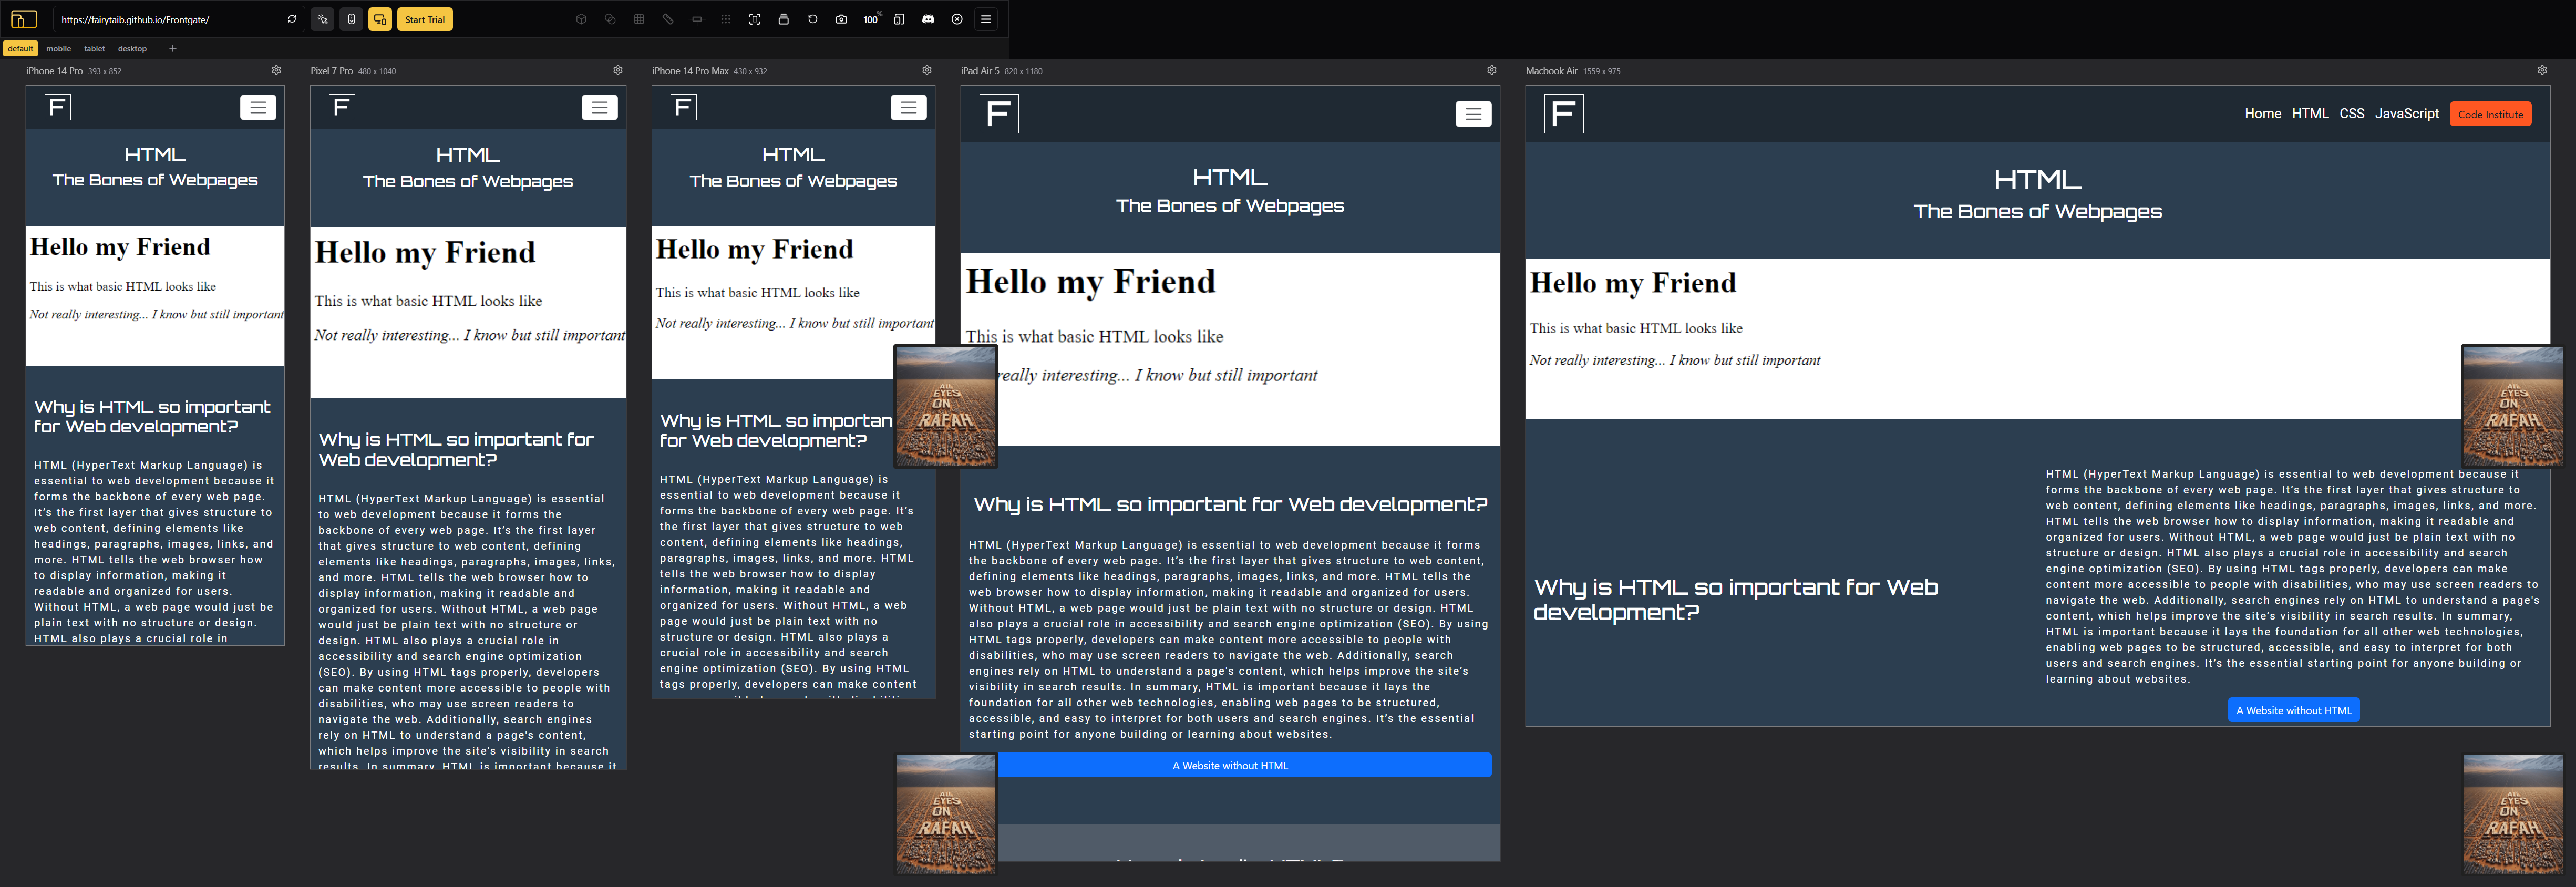 https://fairytaib.github.io/Frontgate/
Start Trial
100
%
default mobile tablet desktop +
iPhone 14 Pro 393 x 852
F
HTML
The Bones of Webpages
Hello my Friend
This is what basic HTML looks like
Not really interesting... I know but still important
Why is HTML so important
for Web development?
HTML (HyperText Markup Language) is
essential to web development because it
forms the backbone of every web page.
It's the first layer that gives structure to
web content, defining elements like
headings, paragraphs, images, links, and
more. HTML tells the web browser how
to display information, making it
readable and organized for users.
Without HTML, a web page would just be
plain text with no structure or design.
HTML also plays a crucial role in
Pixel 7 Pro 480 x 1040
F
HTML
The Bones of Webpages
Hello my Friend
This is what basic HTML looks like
Not really interesting... I know but still important
Why is HTML so important for
Web development?
HTML (HyperText Markup Language) is essential
to web development because it forms the
backbone of every web page. It's the first layer
that gives structure to web content, defining
elements like headings, paragraphs, images, links,
and more. HTML tells the web browser how to
display information, making it readable and
organized for users. Without HTML, a web page
would just be plain text with no structure or
design. HTML also plays a crucial role in
accessibility and search engine optimization
(SEO). By using HTML tags properly, developers
can make content more accessible to people with
disabilities, who may use screen readers to
navigate the web. Additionally, search engines
rely on HTML to understand a page's content,
which helps improve the site's visibility in search
results. In summary, HTML is important because it
iPhone 14 Pro Max 430 x 932
F
HTML
The Bones of Webpages
Hello my Friend
This is what basic HTML looks like
Not really interesting... I know but still important
Why is HTML so importan
for Web development?
HTML (HyperText Markup Language) is
essential to web development because it
forms the backbone of every web page. It's
the first layer that gives structure to web
content, defining elements like headings,
paragraphs, images, links, and more. HTML
tells the web browser how to display
information, making it readable and
organized for users. Without HTML, a web
page would just be plain text with no
structure or design. HTML also plays a
crucial role in accessibility and search
engine optimization (SEO). By using HTML
tags properly, developers can make content
ALL
EYES
ON
RAFAH
ALL
EYES
ON
RAFAH
iPad Air 5 820 x 1180
F
HTML
The Bones of Webpages
Hello my Friend
This is what basic HTML looks like
really interesting... I know but still important
Why is HTML so important for Web development?
HTML (HyperText Markup Language) is essential to web development because it forms
the backbone of every web page. It's the first layer that gives structure to web content,
defining elements like headings, paragraphs, images, links, and more. HTML tells the
web browser how to display information, making it readable and organized for users.
Without HTML, a web page would just be plain text with no structure or design. HTML
also plays a crucial role in accessibility and search engine optimization (SEO). By using
HTML tags properly, developers can make content more accessible to people with
disabilities, who may use screen readers to navigate the web. Additionally, search
engines rely on HTML to understand a page's content, which helps improve the site's
visibility in search results. In summary, HTML is important because it lays the
foundation for all other web technologies, enabling web pages to be structured,
accessible, and easy to interpret for both users and search engines. It's the essential
starting point for anyone building or learning about websites.
A Website without HTML
Macbook Air 1559 x 975
F
Home HTML CSS JavaScript Code Institute
HTML
The Bones of Webpages
Hello my Friend
This is what basic HTML looks like
Not really interesting... I know but still important
Why is HTML so important for Web
development?
HTML (HyperText Markup Language) is essential to web development because it
forms the backbone of every web page. It's the first layer that gives structure to
web content, defining elements like headings, paragraphs, images, links, and more.
HTML tells the web browser how to display information, making it readable and
organized for users. Without HTML, a web page would just be plain text with no
structure or design. HTML also plays a crucial role in accessibility and search
engine optimization (SEO). By using HTML tags properly, developers can make
content more accessible to people with disabilities, who may use screen readers to
navigate the web. Additionally, search engines rely on HTML to understand a page's
content, which helps improve the site's visibility in search results. In summary,
HTML is important because it lays the foundation for all other web technologies,
enabling web pages to be structured, accessible, and easy to interpret for both
users and search engines. It's the essential starting point for anyone building or
learning about websites.
A Website without HTML
ALL
EYES
ON
RAFAH
ALL
EYES
ON
RAFAH